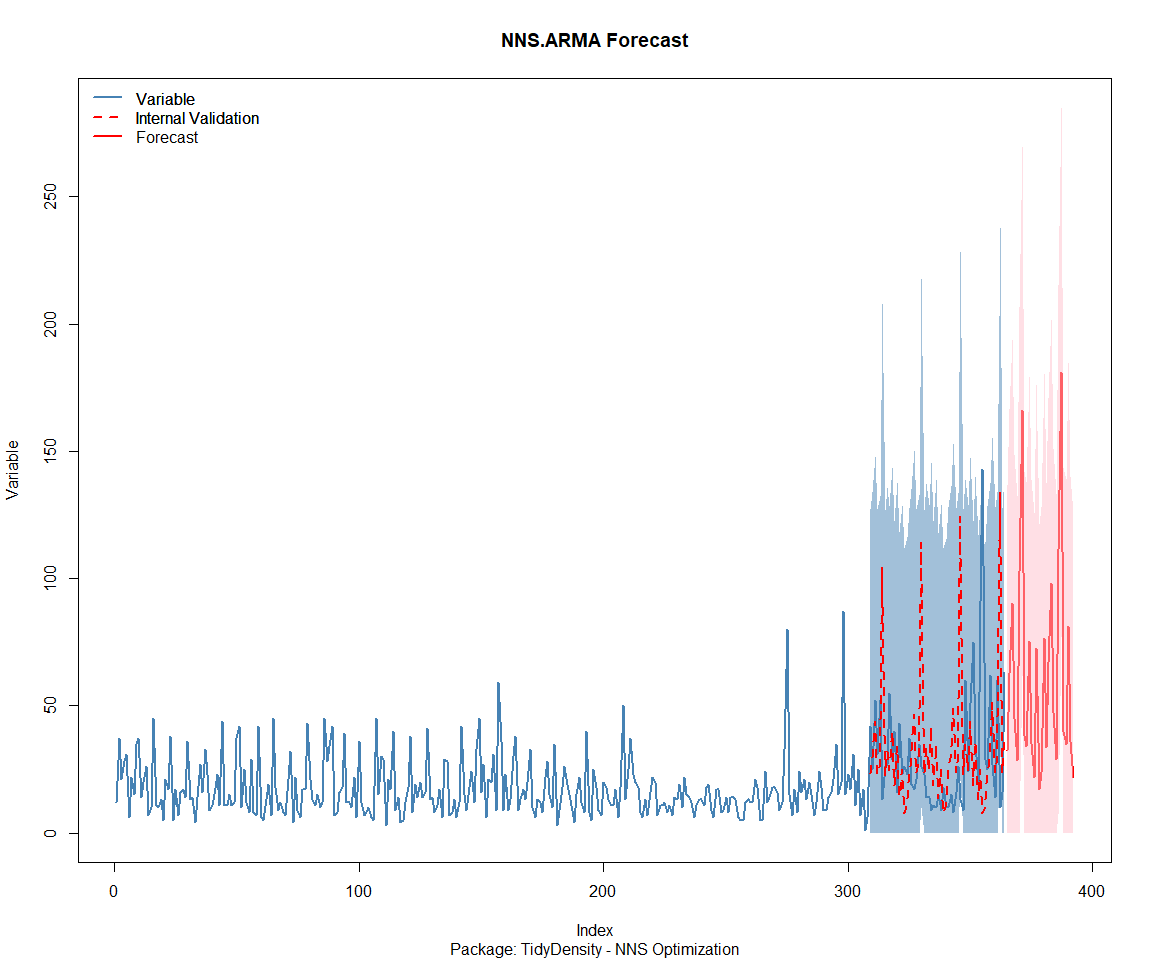 NNS.ARMA Forecast
Variable
Internal Validation
Forecast
250
200
150
100
50
0
Variable
0 100 200 300 400
Index
Package: TidyDensity - NNS Optimization